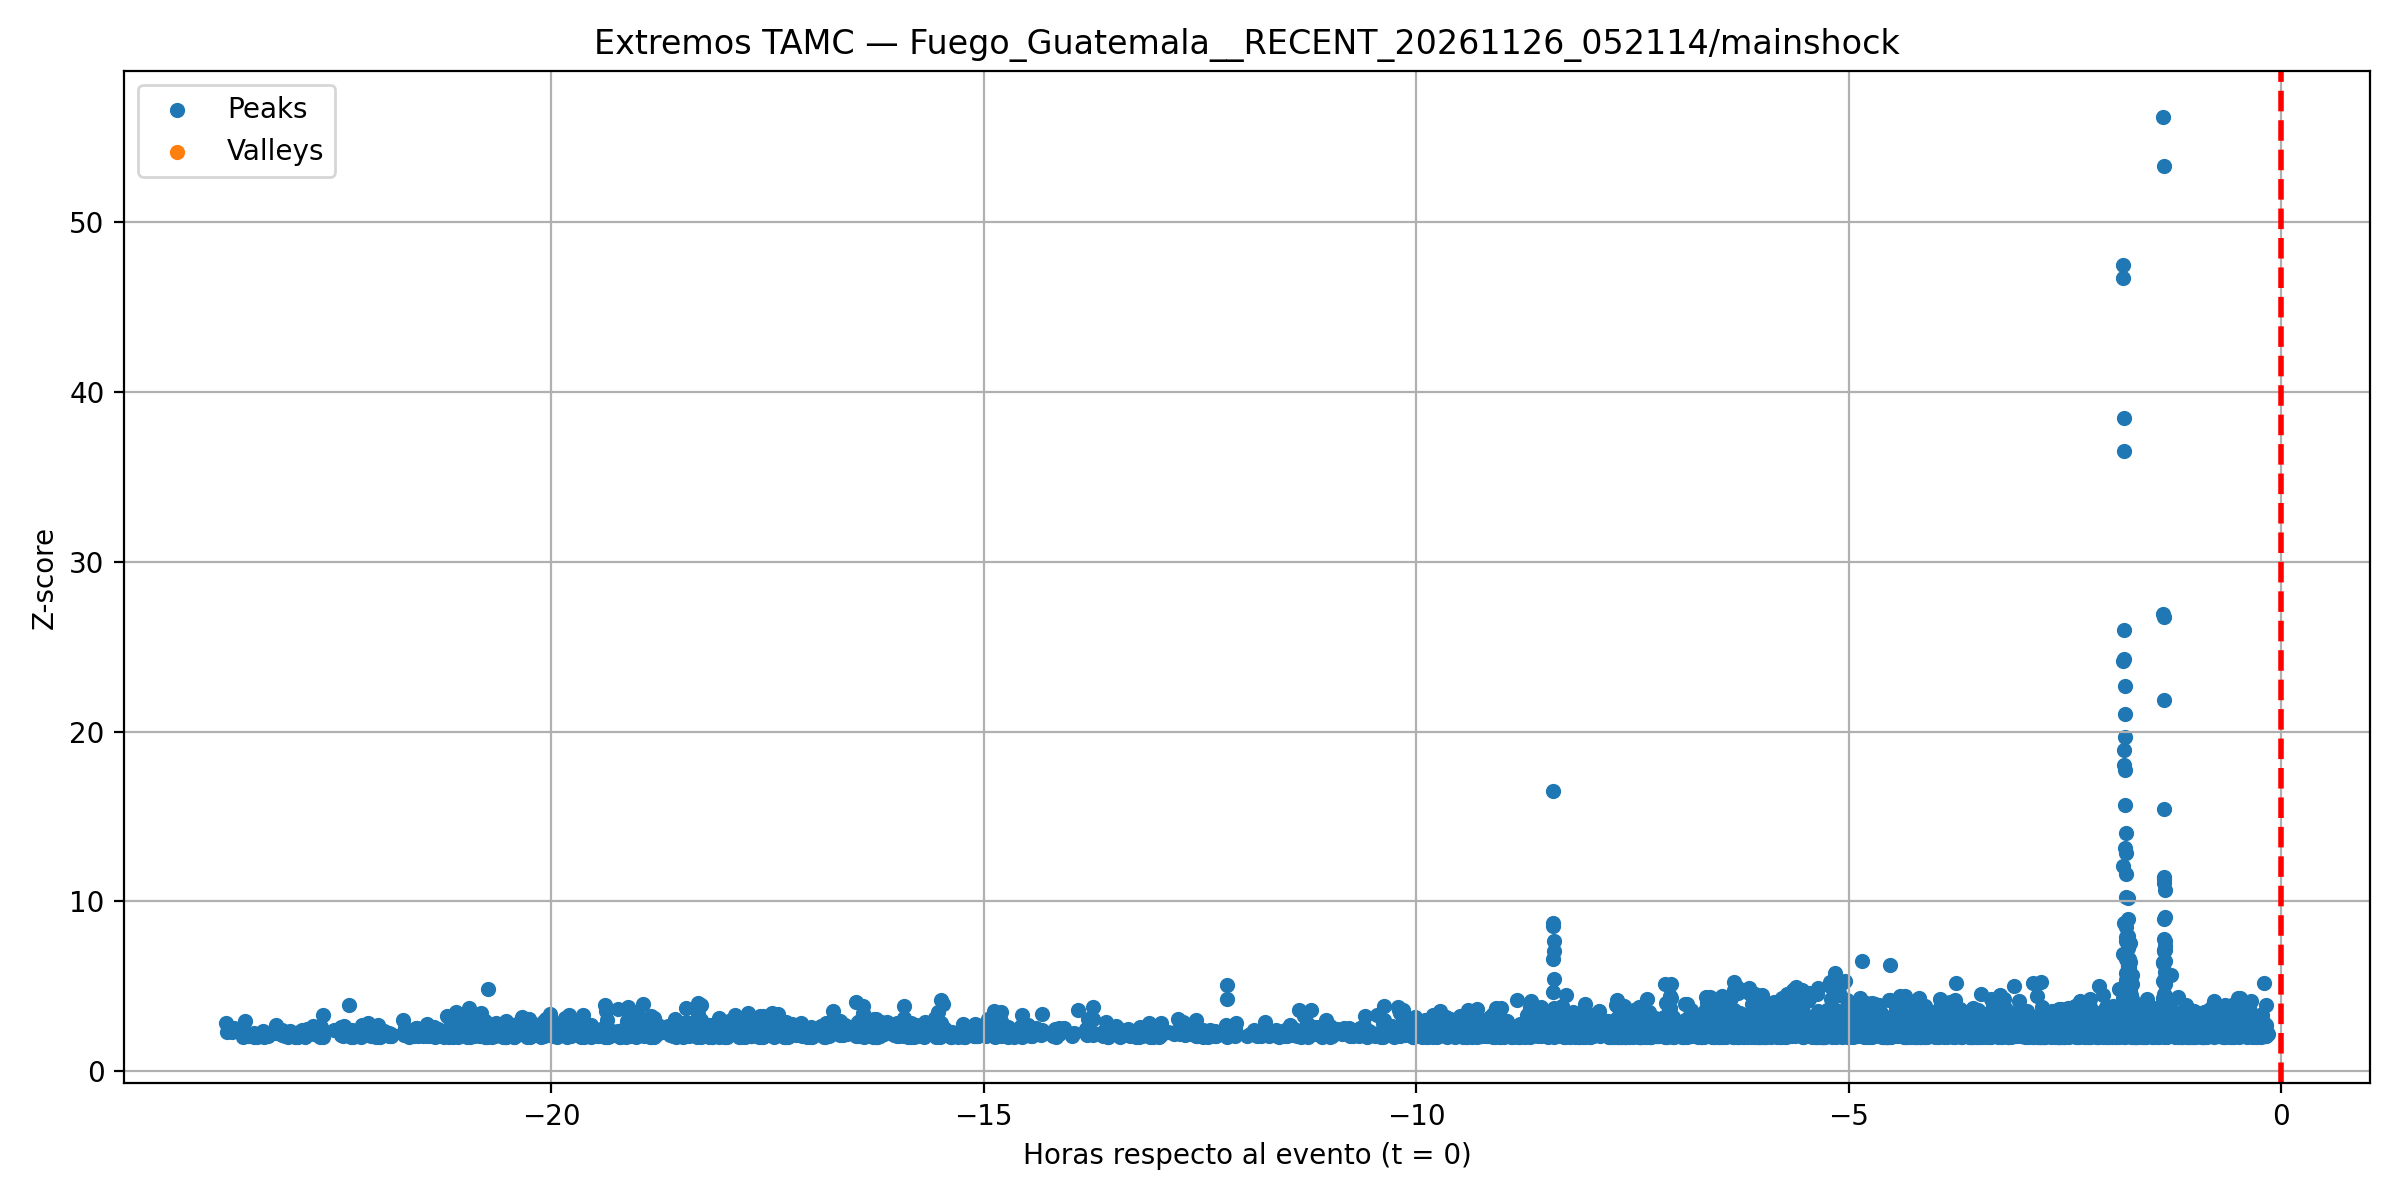 Extremos TAMC — Fuego_Guatemala__RECENT_20261126_052114/mainshock
Peaks
Valleys
Z-score
50
40
30
20
10
0
−20
−15
−10
−5
0
Horas respecto al evento (t = 0)